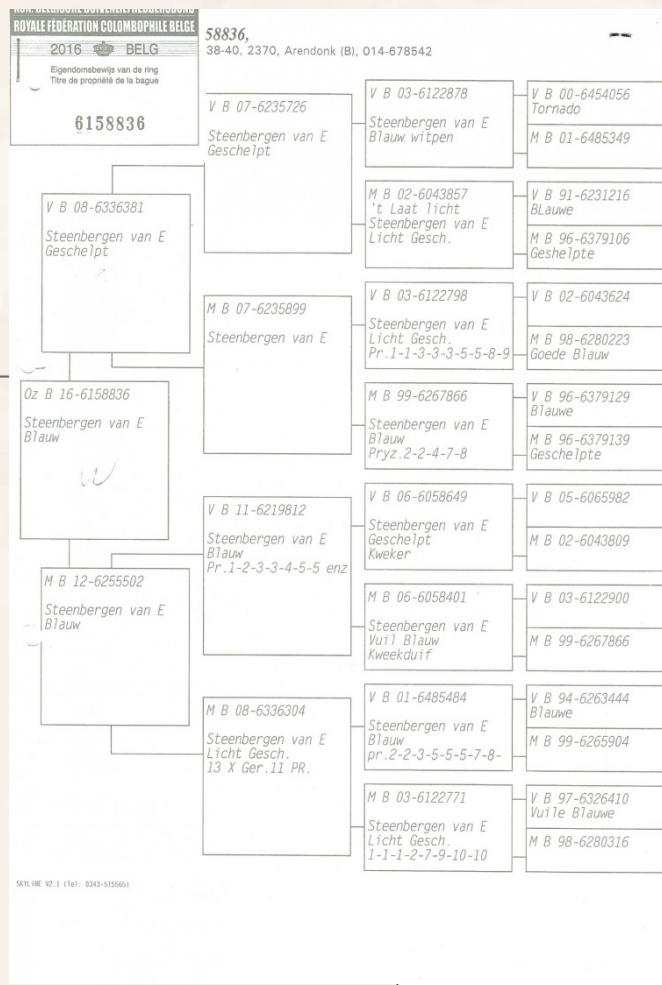 ROYALE FÉDÉRATION COLOMBOPHILE BELGE
2016 BELG
Eigendomsbewijs van de ring
Titre de propriété de la bague
6158836
58836,
38-40, 2370, Arendonk (B), 014-678542
V B 08-6336381
Steenbergen van E
Geschelpt
Oz B 16-6158836
Steenbergen van E
Blauw
M B 12-6255502
Steenbergen van E
Blauw
V B 07-6235726
Steenbergen van E
Geschelpt
M B 07-6235899
Steenbergen van E
V B 11-6219812
Steenbergen van E
Blauw
Pr.1-2-3-3-4-5-5 enz
M B 08-6336304
Steenbergen van E
Licht Gesch.
13 X Ger.11 PR.
V B 03-6122878
Steenbergen van E
Blauw witpen
M B 02-6043857
't Laat licht
Steenbergen van E
Licht Gesch.
V B 03-6122798
Steenbergen van E
Licht Gesch.
Pr.1-1-3-3-3-5-5-8-9
M B 99-6267866
Steenbergen van E
Blauw
Pryz.2-2-4-7-8
V B 06-6058649
Steenbergen van E
Geschelpt
Kweker
M B 06-6058401
Steenbergen van E
Vuil Blauw
Kweekduif
V B 01-6485484
Steenbergen van E
Blauw
pr.2-2-3-5-5-5-7-8-
M B 03-6122771
Steenbergen van E
Licht Gesch.
1-1-1-2-7-9-10-10
V B 00-6454056
Tornado
M B 01-6485349
V B 91-6231216
BLauwe
M B 96-6379106
Geshelpte
V B 02-6043624
M B 98-6280223
Goede Blauw
V B 96-6379129
Blauwe
M B 96-6379139
Geschelpte
V B 05-6065982
M B 02-6043809
V B 03-6122900
M B 99-6267866
V B 94-6263444
Blauwe
M B 99-6265904
V B 97-6326410
Vuile Blauwe
M B 98-6280316
SKYLINE V2.1 (Tel: 0343-515565)